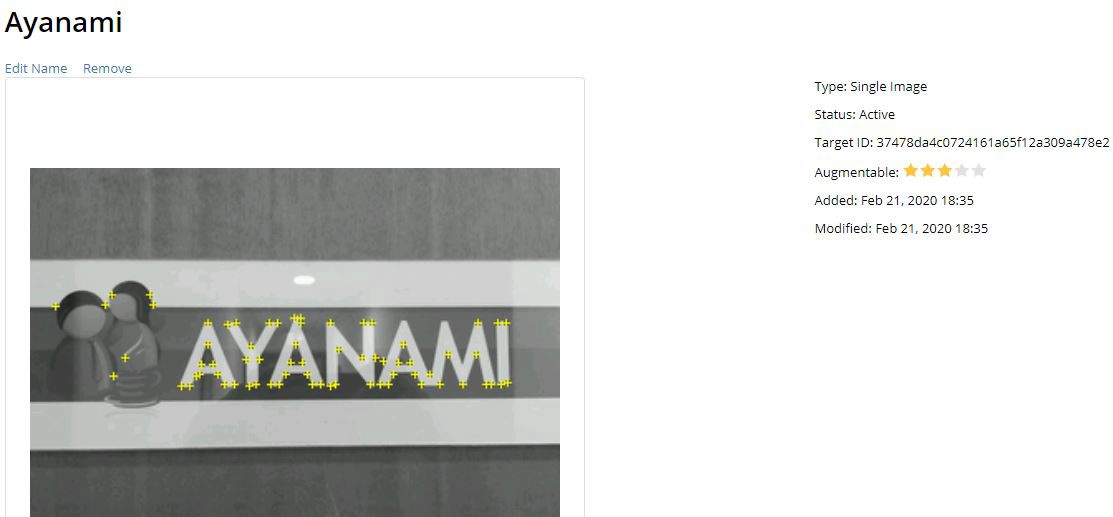 Ayanami
Edit Name Remove
Type: Single Image
Status: Active
Target ID: 37478da4c0724161a65f12a309a478e2
Augmentable:
Added: Feb 21, 2020 18:35
Modified: Feb 21, 2020 18:35
AYANAMI